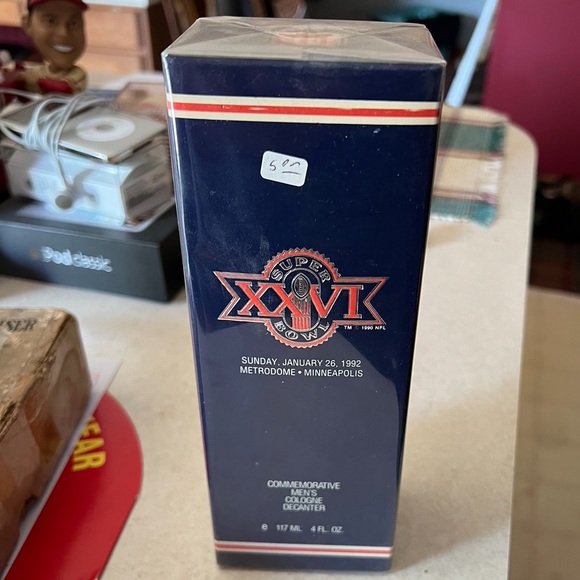 5.00
SUPER
XXVI
BOWL
TM © 1990 NFL
SUNDAY, JANUARY 26, 1992
METRODOME • MINNEAPOLIS
COMMEMORATIVE
MEN'S
COLOGNE
DECANTER
e 117 ML 4 FL. OZ.
iPod classic